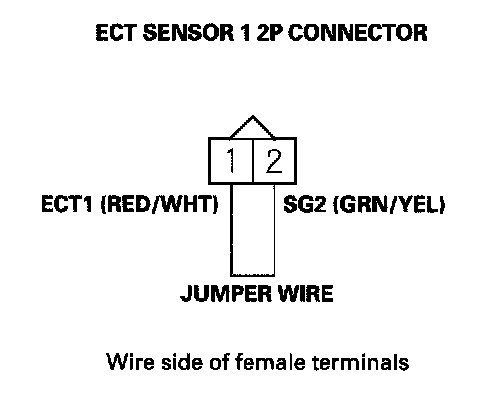 ECT SENSOR 1 2P CONNECTOR
1 2
ECT1 (RED/WHT) SG2 (GRN/YEL)
JUMPER WIRE
Wire side of female terminals